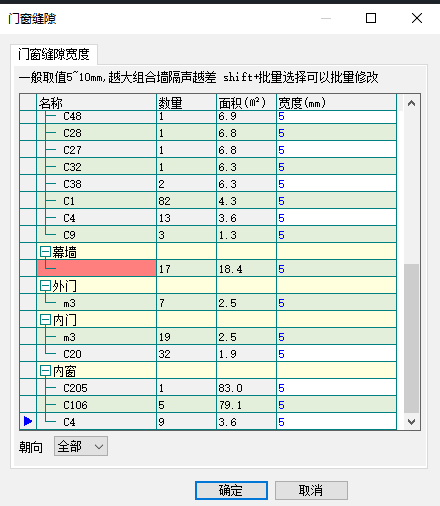 门窗缝隙
门窗缝隙宽度
一般取值5~10mm,越大组合墙隔声越差 shift+批量选择可以批量修改
名称 数量 面积(㎡) 宽度(mm)
C48 1 6.9 5
C28 1 6.8 5
C27 1 6.8 5
C32 1 6.3 5
C38 2 6.3 5
C1 82 4.3 5
C4 13 3.6 5
C9 3 1.3 5
幕墙
17 18.4 5
外门
m3 7 2.5 5
内门
m3 19 2.5 5
C20 32 1.9 5
内窗
C205 1 83.0 5
C106 5 79.1 5
C4 9 3.6 5
朝向 全部
确定 取消